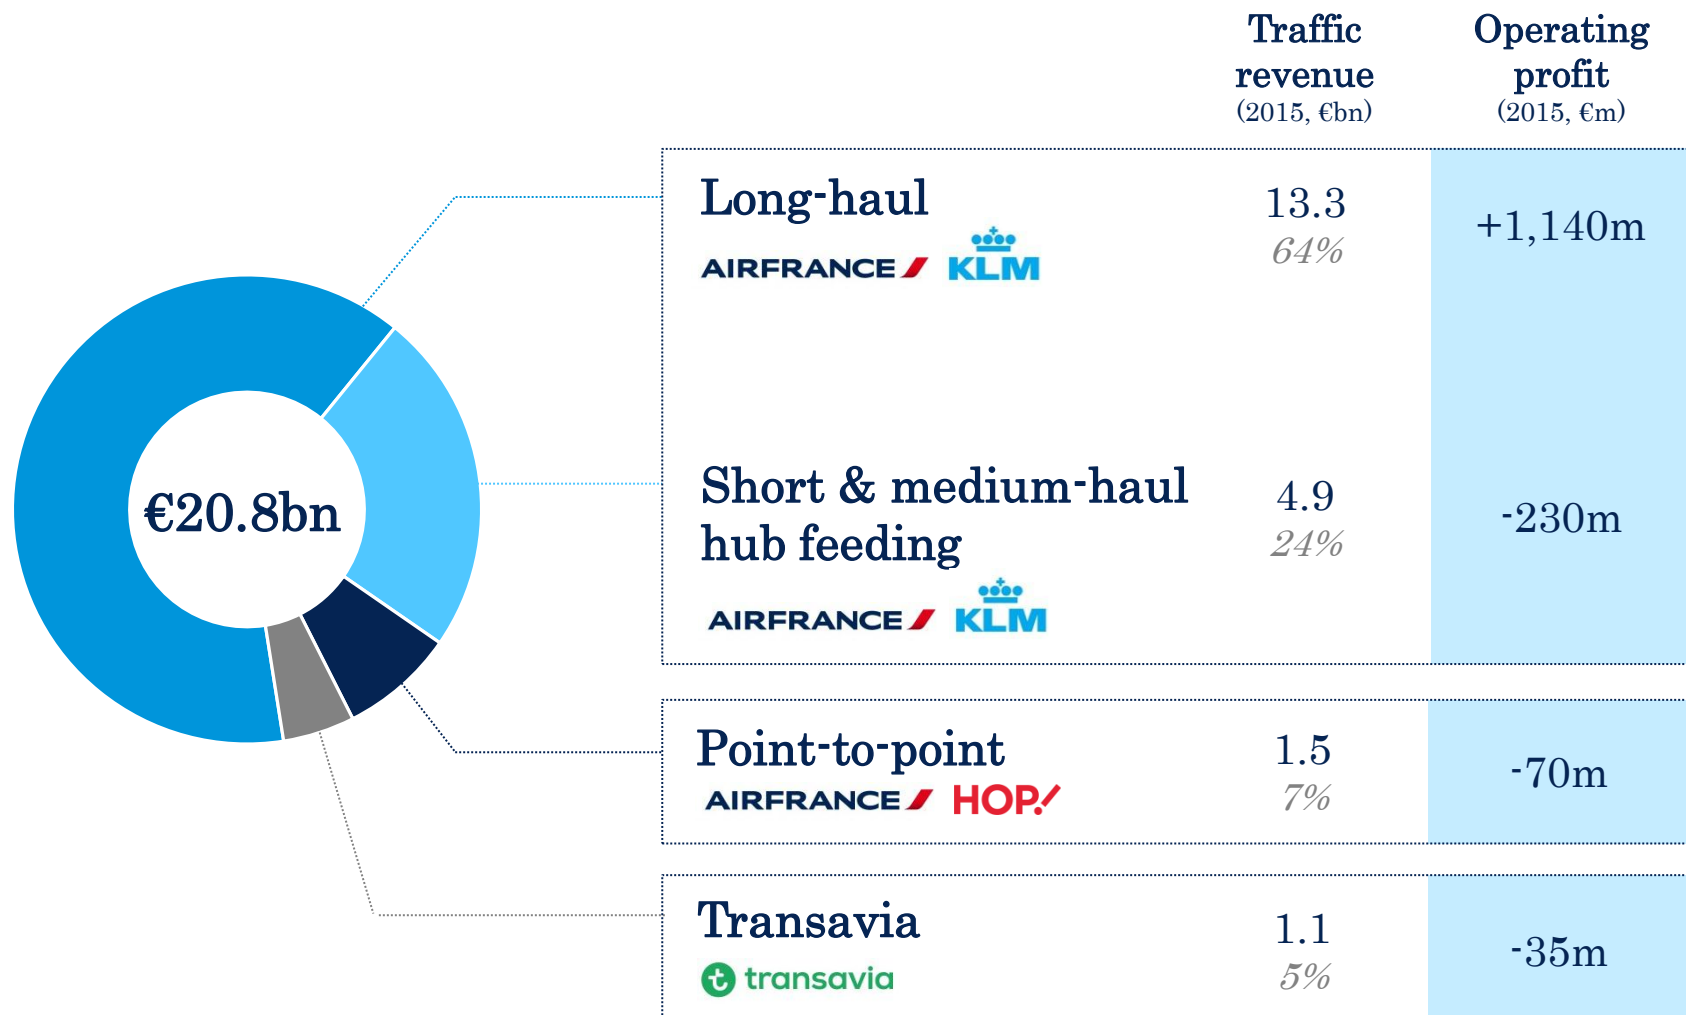 Traffic
revenue
(2015, €bn)
Operating
profit
(2015, €m)
€20.8bn
Long-haul
AIRFRANCE KLM
13.3
64%
+1,140m
Short & medium-haul
hub feeding
AIRFRANCE KLM
4.9
24%
-230m
Point-to-point
AIRFRANCE HOP!
1.5
7%
-70m
Transavia
transavia
1.1
5%
-35m